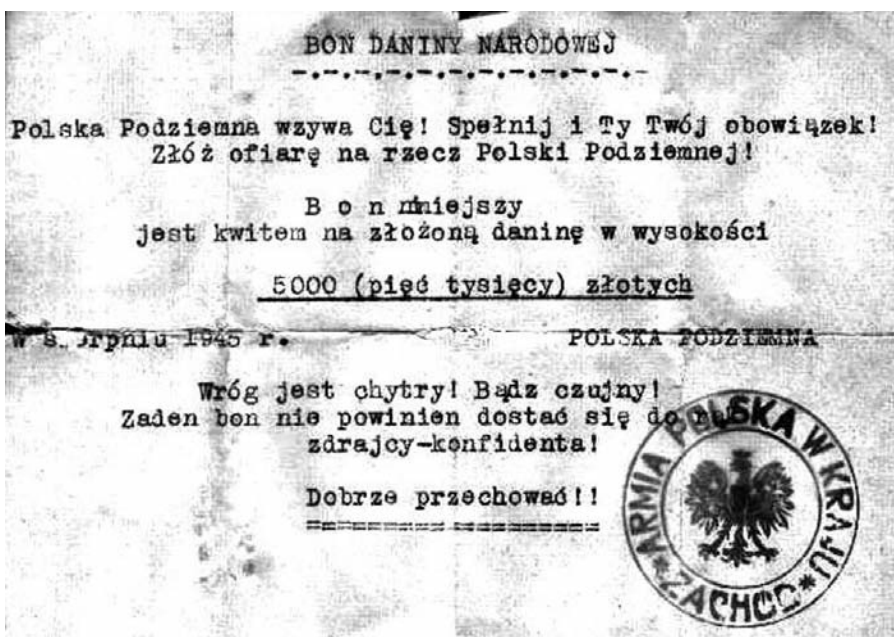 BON DANINY NARODOWEJ
-.-.-.-.-.-.-.-.-.-.-.-
Polska Podziemna wzywa Cię! Spełnij i Ty Twój obowiązek!
Złóż ofiarę na rzecz Polski Podziemnej!
B o n niniejszy
jest kwitem na złożoną daninę w wysokości
5000 (pięć tysięcy) złotych
w 1945 r. POLSKA PODZIEMNA
Wróg jest chytry! Bądz czujny!
Zaden bon nie powinien dostać się do
zdrajcy-konfidenta!
Dobrze przechować!!
=======================
*ARMIA POLSKA W KRAJU*
ZACHOD